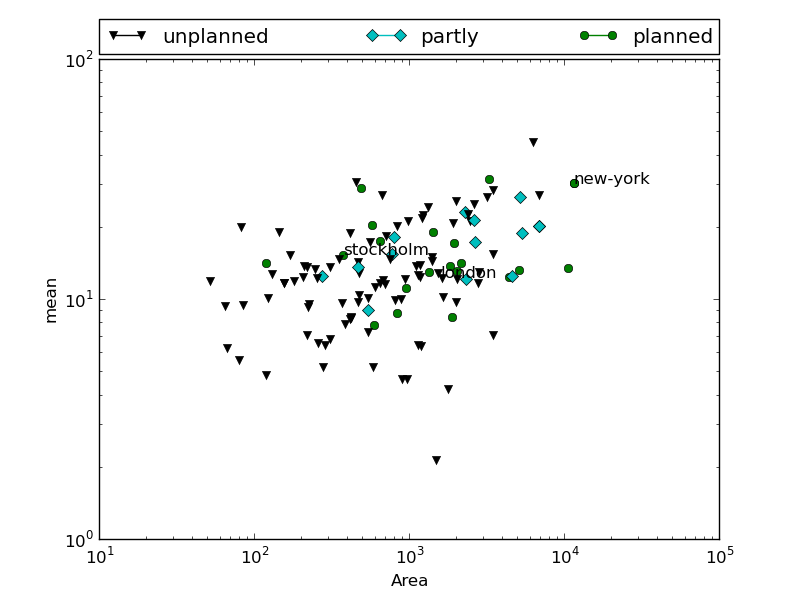 unplanned partly planned
10²
new-york
stockholm
london
10¹
mean
10⁰
10¹ 10² 10³ 10⁴ 10⁵
Area